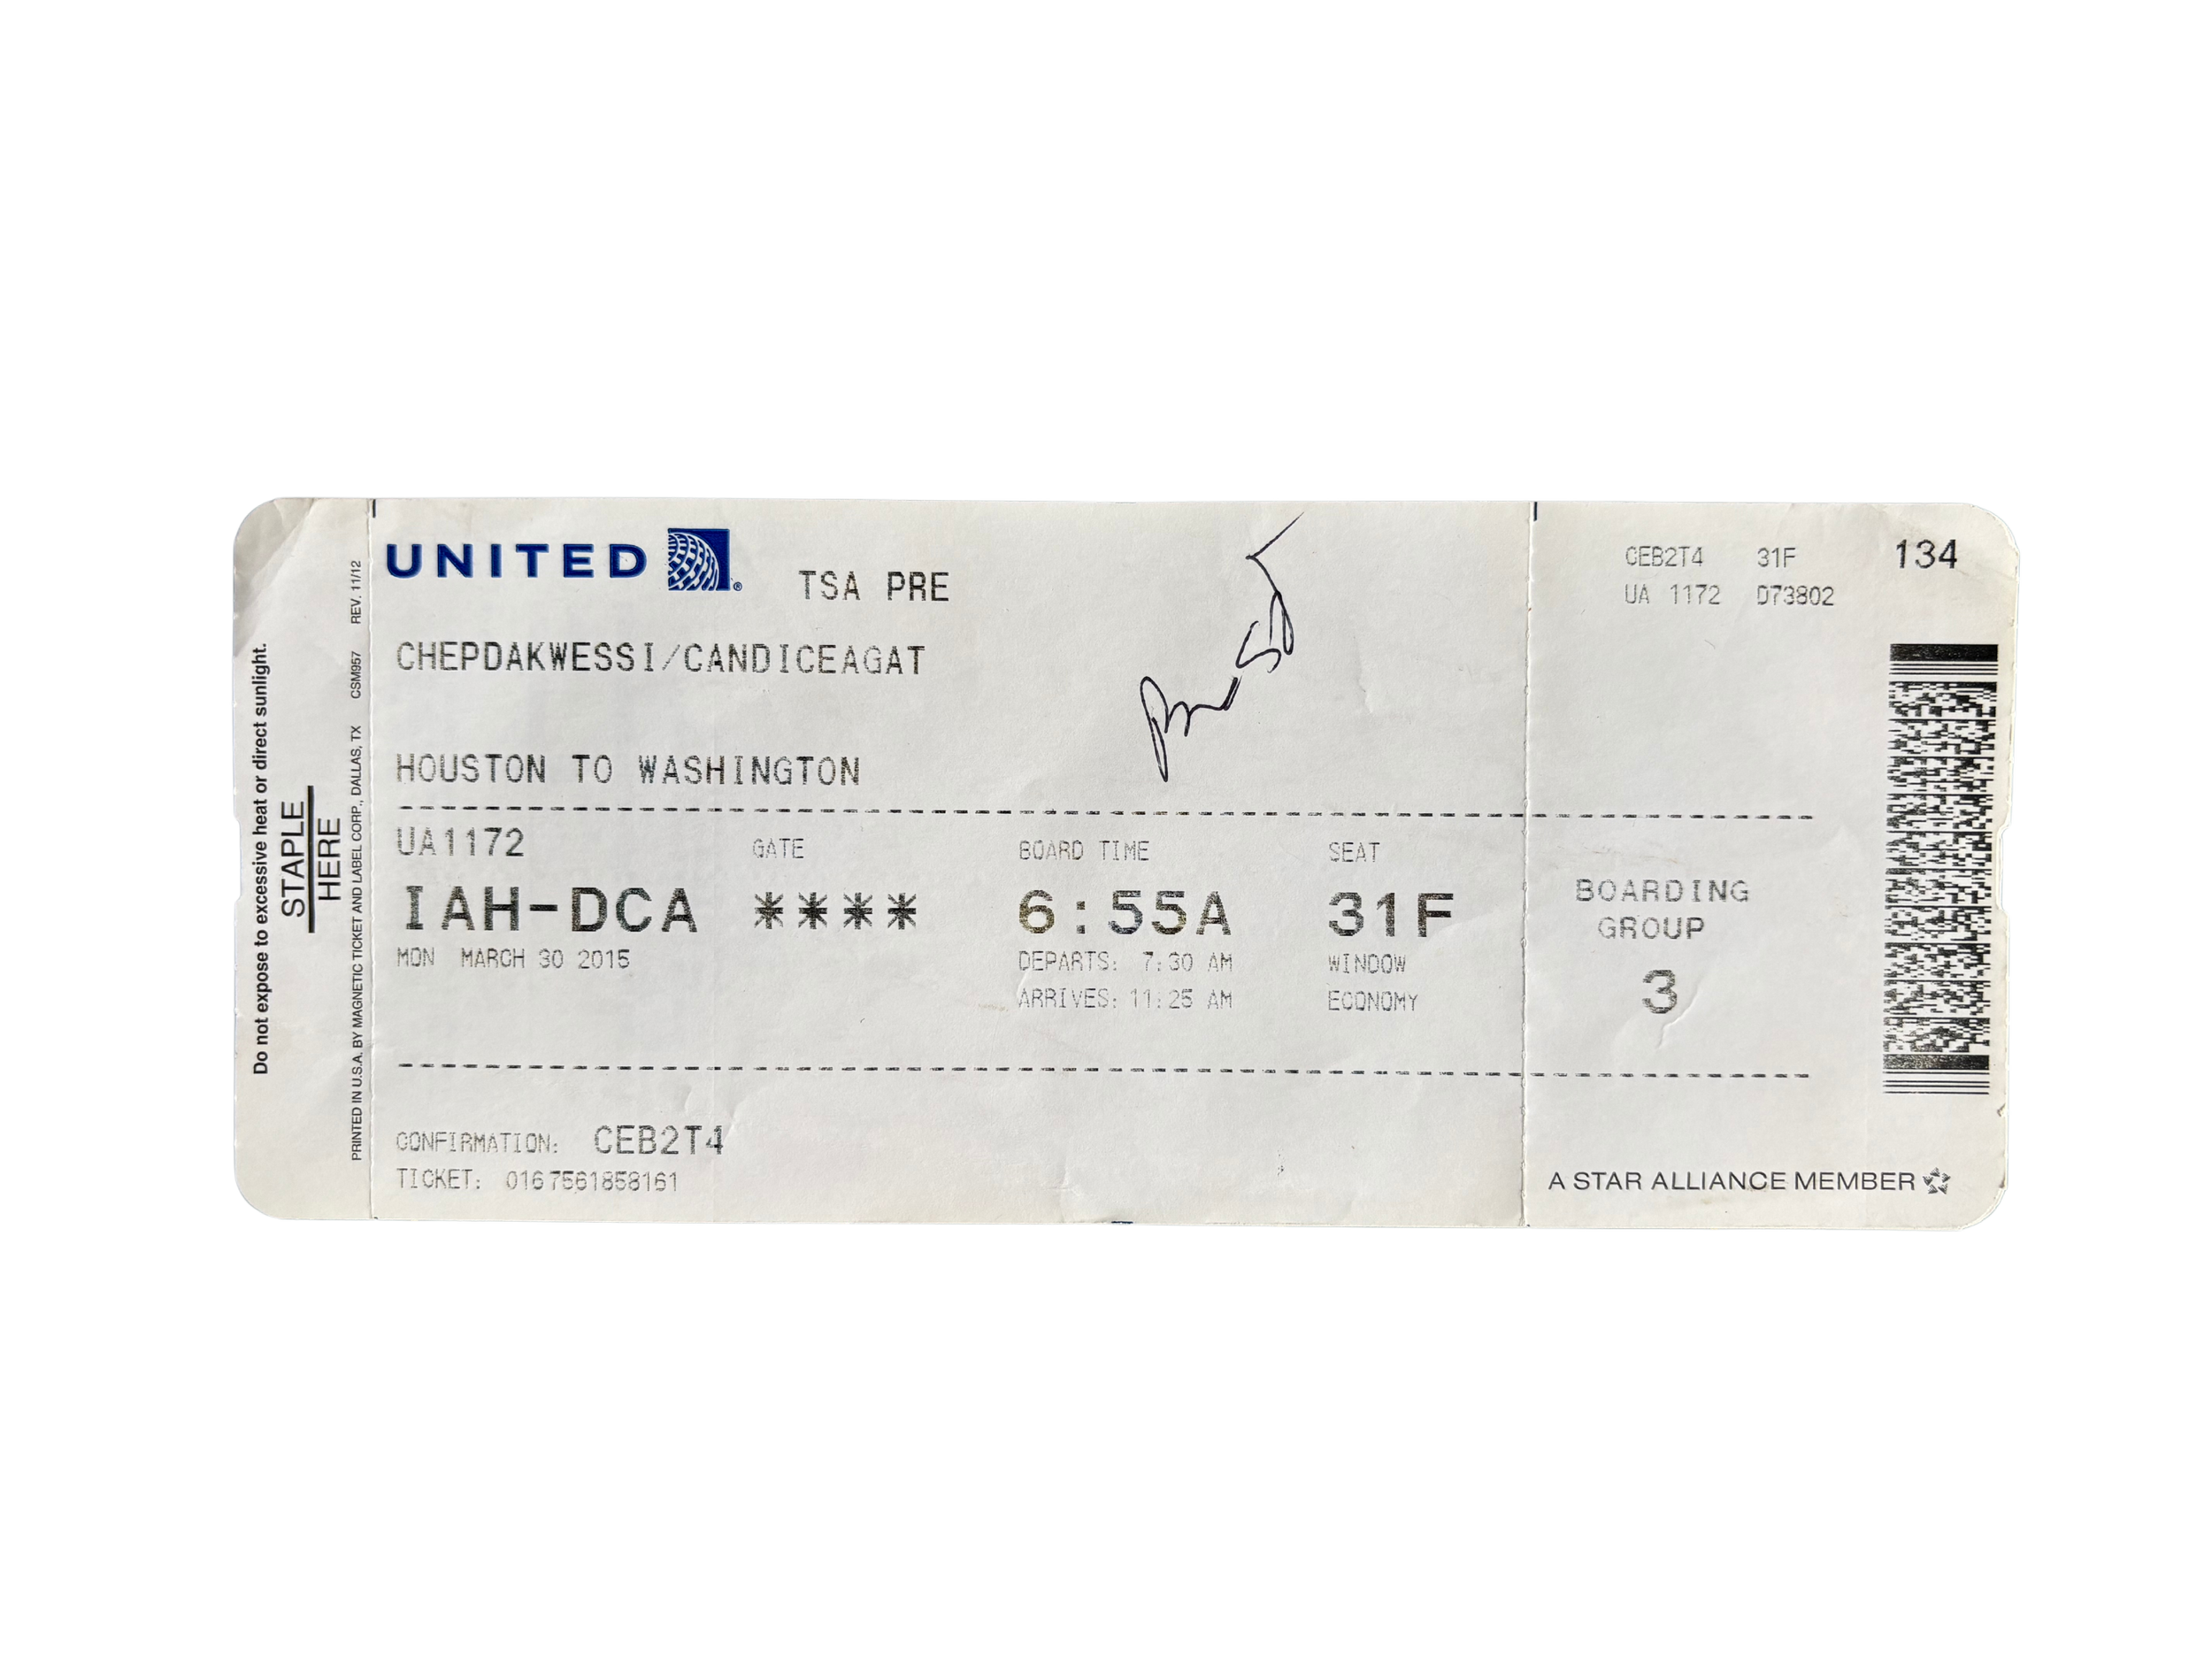 Do not expose to excessive heat or direct sunlight.
STAPLE
HERE
PRINTED IN U.S.A. BY MAGNETIC TICKET AND LABEL CORP., DALLAS, TX CSM957 REV. 11/12
UNITED ®
TSA PRE
CHEPDAKWESSI/CANDICEAGAT
HOUSTON TO WASHINGTON
UA1172 GATE BOARD TIME SEAT
IAH-DCA **** 6:55A 31F
MON MARCH 30 2015 DEPARTS: 7:30 AM WINDOW
ARRIVES: 11:25 AM ECONOMY
CONFIRMATION: CEB2T4
TICKET: 0167561858161
CEB2T4 31F 134
UA 1172 D73802
BOARDING
GROUP
3
A STAR ALLIANCE MEMBER